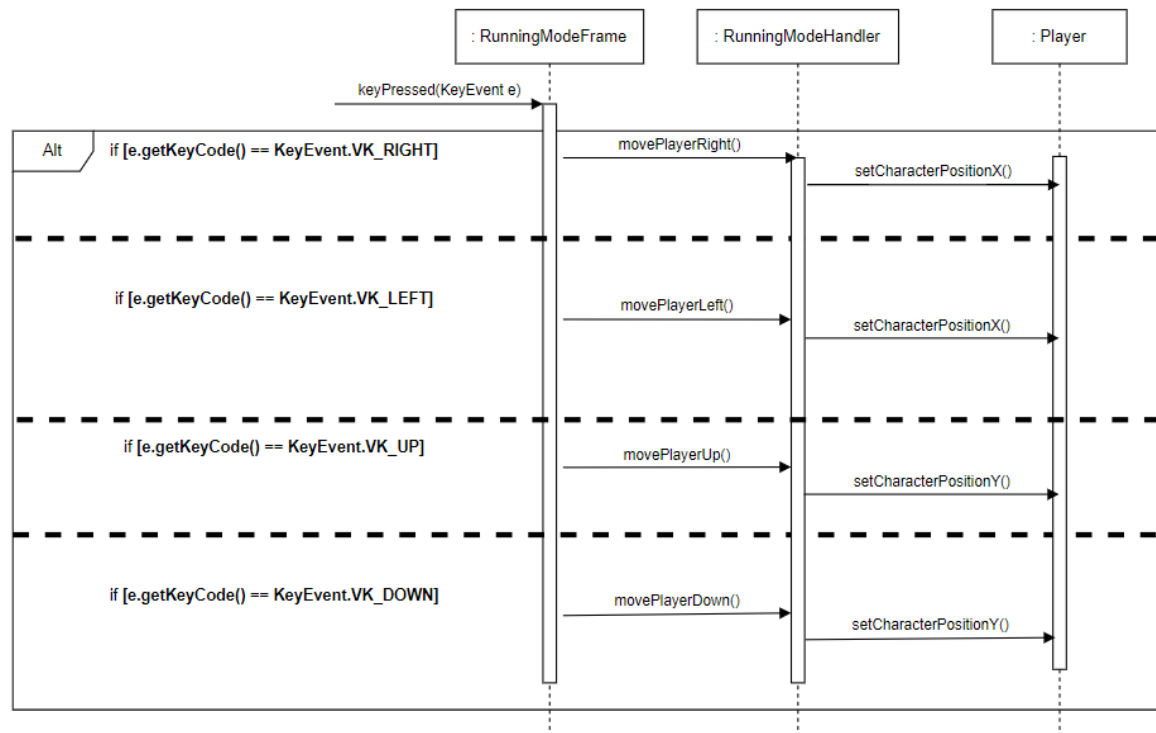 : RunningModeFrame
: RunningModeHandler
: Player
keyPressed(KeyEvent e)
Alt
if [e.getKeyCode() == KeyEvent.VK_RIGHT]
movePlayerRight()
setCharacterPositionX()
if [e.getKeyCode() == KeyEvent.VK_LEFT]
movePlayerLeft()
setCharacterPositionX()
if [e.getKeyCode() == KeyEvent.VK_UP]
movePlayerUp()
setCharacterPositionY()
if [e.getKeyCode() == KeyEvent.VK_DOWN]
movePlayerDown()
setCharacterPositionY()